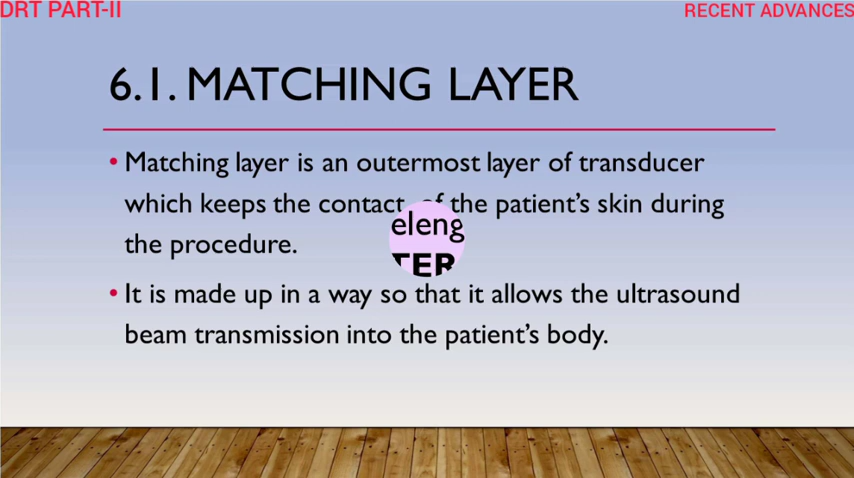 DRT PART-II
RECENT ADVANCES
6.1. MATCHING LAYER
• Matching layer is an outermost layer of transducer
which keeps the contact of the patient's skin during
the procedure.
eleng
TER
• It is made up in a way so that it allows the ultrasound
beam transmission into the patient's body.